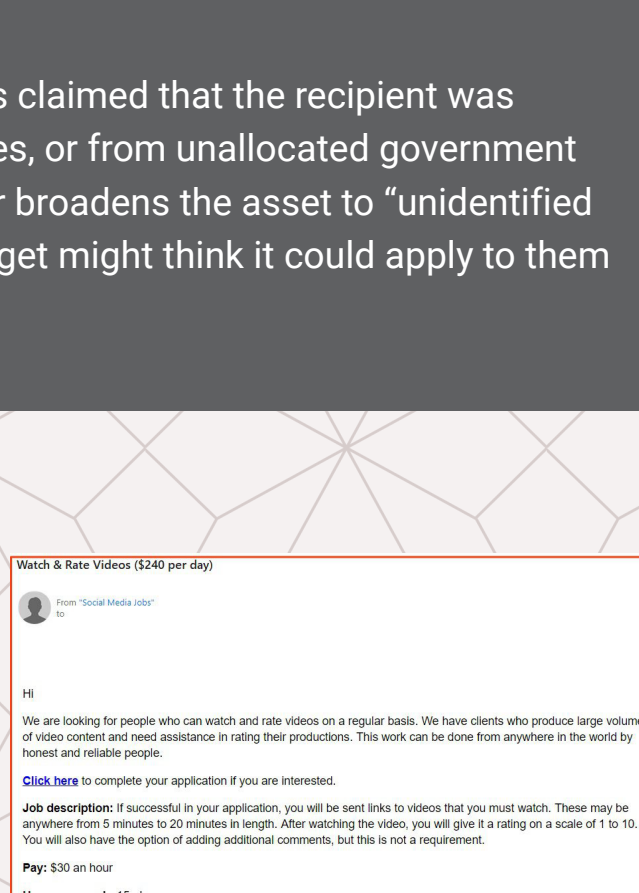 s claimed that the recipient was
es, or from unallocated government
r broadens the asset to “unidentified
get might think it could apply to them
Watch & Rate Videos ($240 per day)
From "Social Media Jobs"
to
Hi
We are looking for people who can watch and rate videos on a regular basis. We have clients who produce large volume
of video content and need assistance in rating their productions. This work can be done from anywhere in the world by
honest and reliable people.
Click here to complete your application if you are interested.
Job description: If successful in your application, you will be sent links to videos that you must watch. These may be
anywhere from 5 minutes to 20 minutes in length. After watching the video, you will give it a rating on a scale of 1 to 10.
You will also have the option of adding additional comments, but this is not a requirement.
Pay: $30 an hour